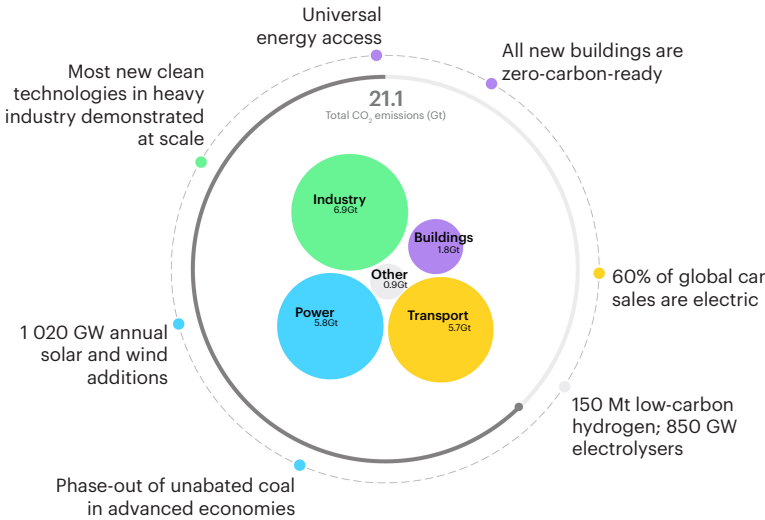 Universal
energy access
All new buildings are
zero-carbon-ready
Most new clean
technologies in heavy
industry demonstrated
at scale
21.1
Total CO₂ emissions (Gt)
Industry
6.9Gt
Buildings
1.8Gt
Other
0.9Gt
Power
5.8Gt
Transport
5.7Gt
60% of global car
sales are electric
1 020 GW annual
solar and wind
additions
150 Mt low-carbon
hydrogen; 850 GW
electrolysers
Phase-out of unabated coal
in advanced economies